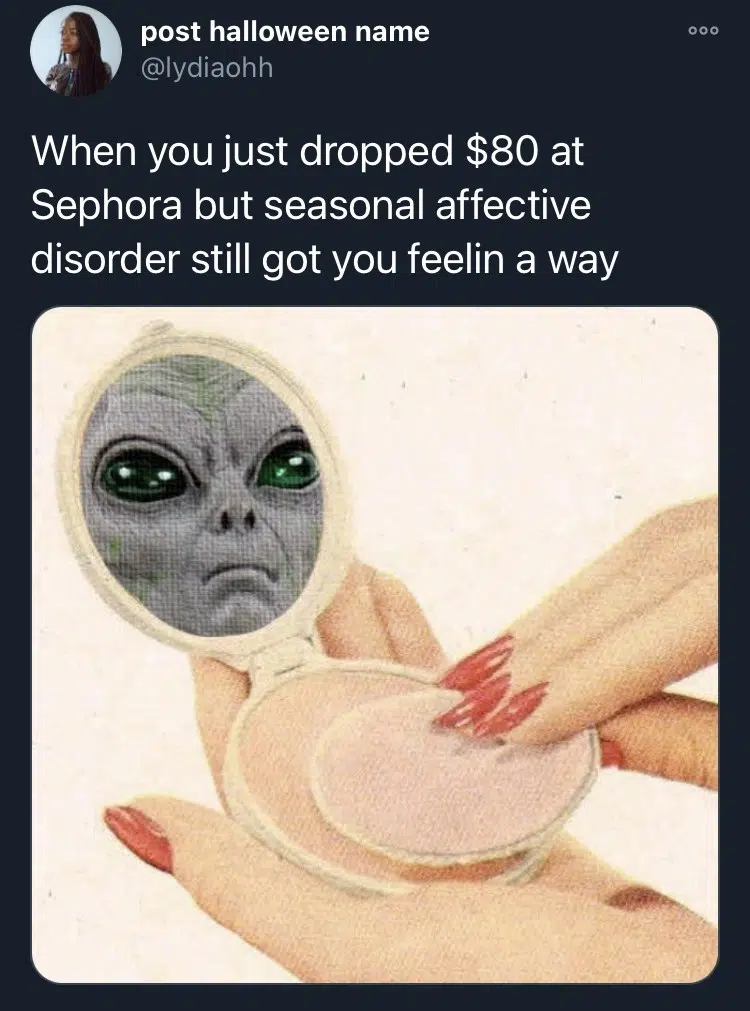 post halloween name
@lydiaohh
When you just dropped $80 at
Sephora but seasonal affective
disorder still got you feelin a way